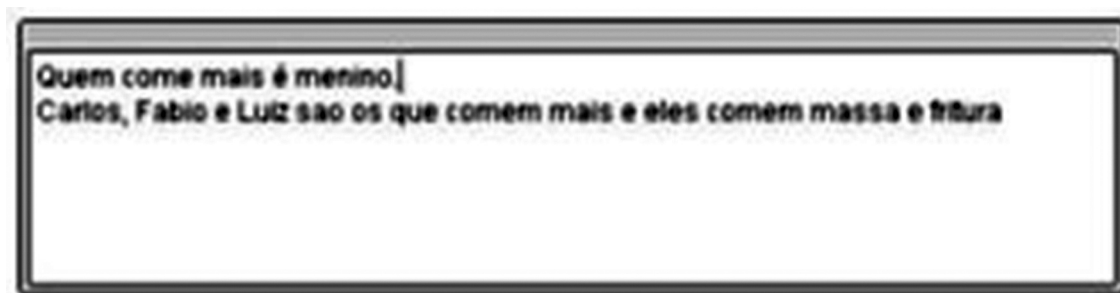 Quem come mais é menino.
Carlos, Fabio e Luiz sao os que comem mais e eles comem massa e fritura